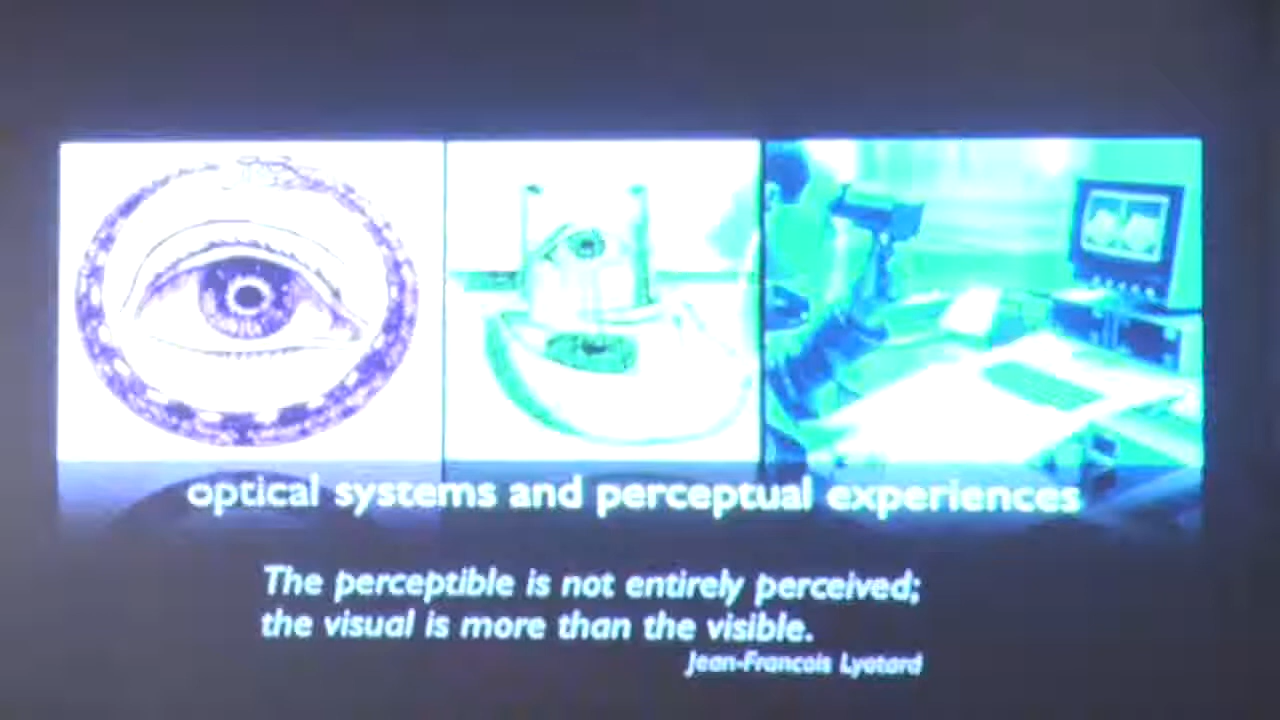 optical systems and perceptual experiences
The perceptible is not entirely perceived;
the visual is more than the visible.
Jean-Francois Lyotard